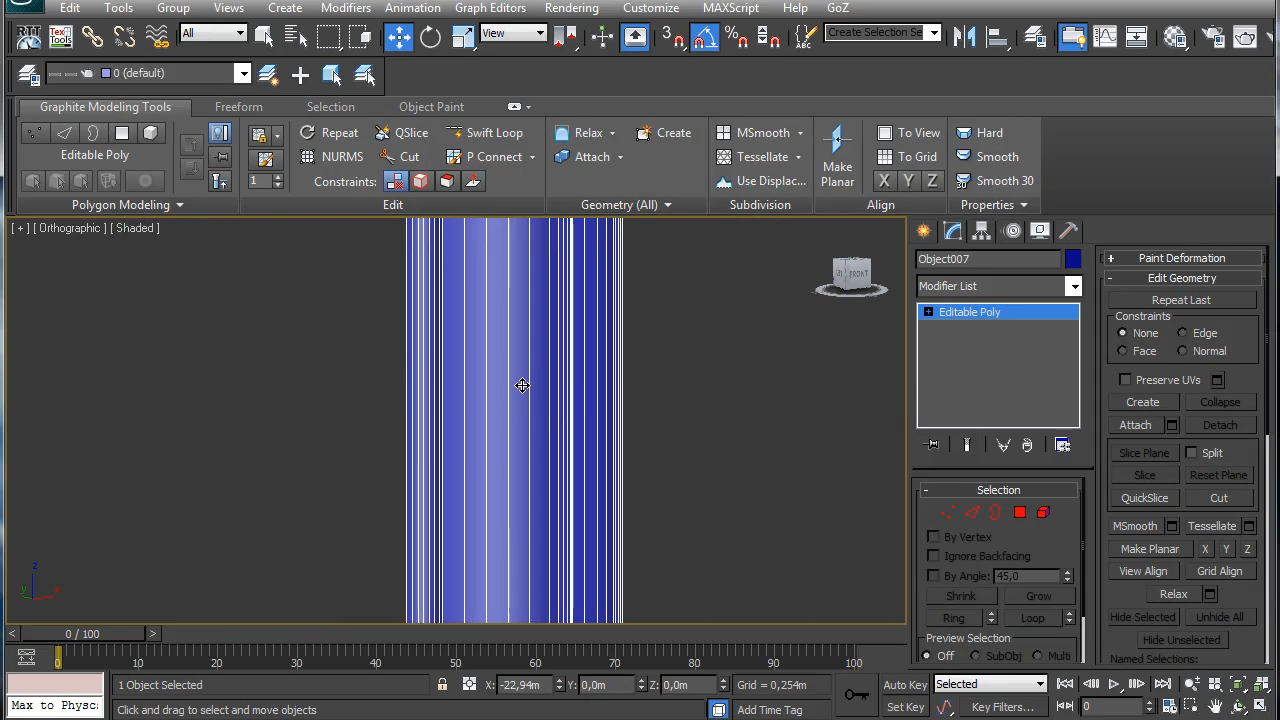 Edit Tools Group Views Create Modifiers Animation Graph Editors Rendering Customize MAXScript Help GoZ
RTT Tex Tools All View 3 Create Selection Se
0 (default)
Graphite Modeling Tools Freeform Selection Object Paint
Repeat QSlice Swift Loop Relax Create MSmooth To View Hard
Editable Poly NURMS Cut P Connect Attach Tessellate Make Planar To Grid Smooth
1 Constraints: Use Displac... X Y Z Smooth 30
Polygon Modeling Edit Geometry (All) Subdivision Align Properties
[ + ] [ Orthographic ] [ Shaded ]
FRONT
Object007
Modifier List
Editable Poly
Selection
By Vertex
Ignore Backfacing
By Angle: 45,0
Shrink Grow
Ring Loop
Preview Selection
Off SubObj Multi
+ Paint Deformation
- Edit Geometry
Repeat Last
Constraints
None Edge
Face Normal
Preserve UVs
Create Collapse
Attach Detach
Slice Plane Split
Slice Reset Plane
QuickSlice Cut
MSmooth Tessellate
Make Planar X Y Z
View Align Grid Align
Relax
Hide Selected Unhide All
Hide Unselected
Named Selections:
z
y x
< 0 / 100 >
0 10 20 30 40 50 60 70 80 90 100
1 Object Selected X: -22,94m Y: 0,0m Z: 0,0m Grid = 0,254m Auto Key Selected
Max to Physc Click and drag to select and move objects Add Time Tag Set Key Key Filters... 0